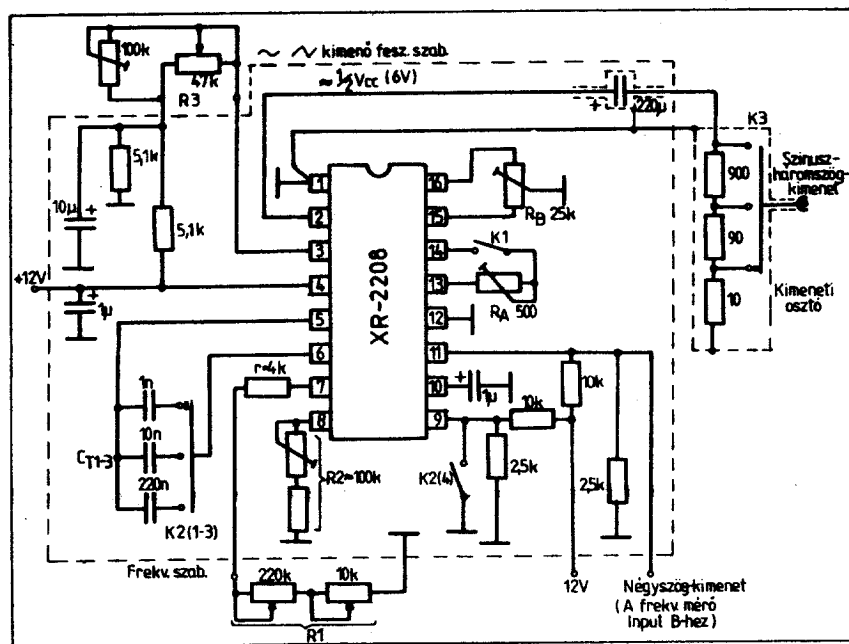 100k
47k
R3
∼ ∧∨ kimenő fesz. szab.
≈ ½Vcc (6V)
+
220µ
K3
5,1k
10µ
+
5,1k
+12V
+
1µ
1
2
3
4
5
6
7
8
XR-2208
16
15
14
13
12
11
10
9
RB 25k
K1
RA 500
900
90
10
Szinusz-
háromszög-
kimenet
Kimeneti
osztó
1n
10n
220n
CT1-3
K2(1-3)
r≈4k
R2≈100k
+
1µ
10k
10k
K2(4)
2,5k
2,5k
Frekv. szab.
220k
10k
R1
12V
Négyszög-kimenet
(A frekv. mérő
Input B-hez)